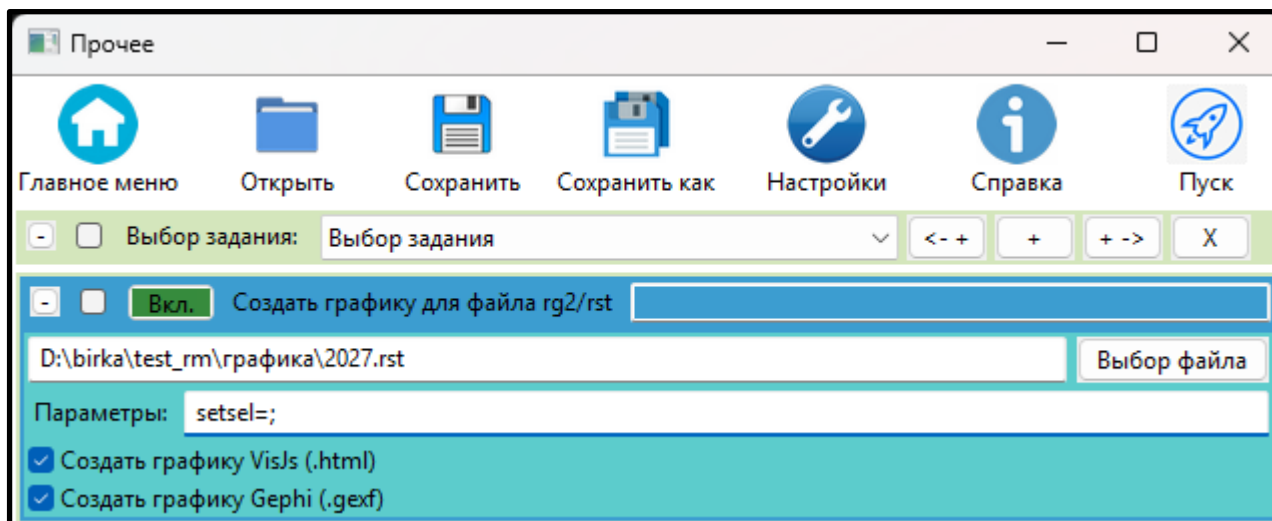 Прочее
Главное меню Открыть Сохранить Сохранить как Настройки Справка Пуск
- Выбор задания: Выбор задания <- + + + -> X
- Вкл. Создать графику для файла rg2/rst
D:\birka\test_rm\графика\2027.rst Выбор файла
Параметры: setsel=;
Создать графику VisJs (.html)
Создать графику Gephi (.gexf)